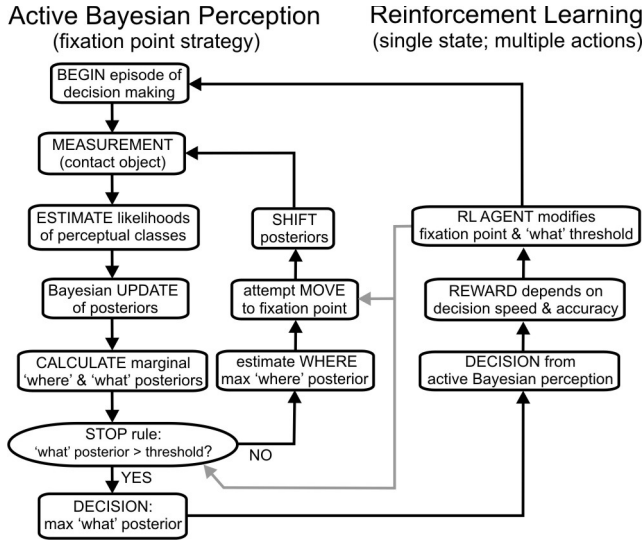 Active Bayesian Perception
(fixation point strategy)
BEGIN episode of
decision making
MEASUREMENT
(contact object)
ESTIMATE likelihoods
of perceptual classes
Bayesian UPDATE
of posteriors
CALCULATE marginal
'where' & 'what' posteriors
STOP rule:
'what' posterior > threshold?
YES
NO
DECISION:
max 'what' posterior
SHIFT
posteriors
attempt MOVE
to fixation point
estimate WHERE
max 'where' posterior
Reinforcement Learning
(single state; multiple actions)
RL AGENT modifies
fixation point & 'what' threshold
REWARD depends on
decision speed & accuracy
DECISION from
active Bayesian perception